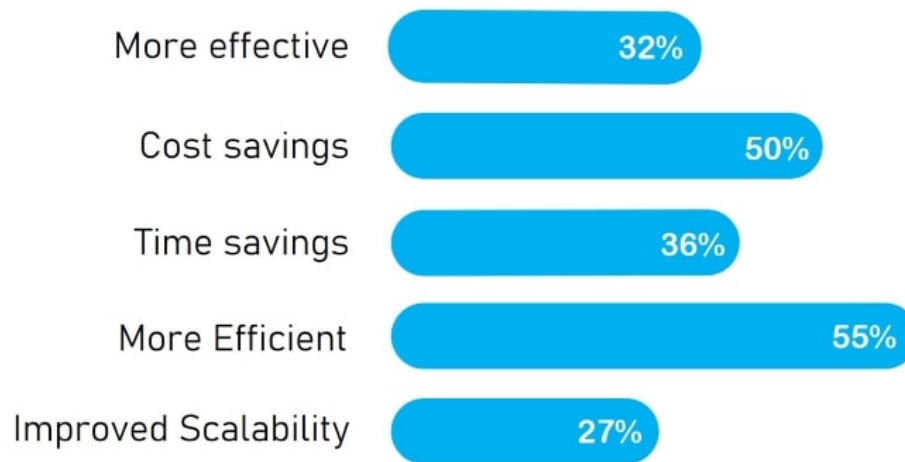 More effective 32%
Cost savings 50%
Time savings 36%
More Efficient 55%
Improved Scalability 27%